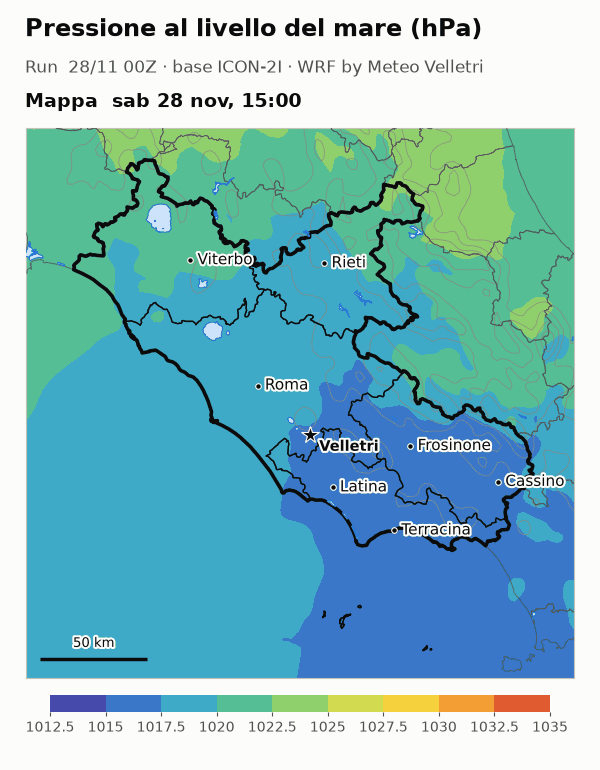 Pressione al livello del mare (hPa)
Run  28/11 00Z · base ICON-2I · WRF by Meteo Velletri
Mappa  sab 28 nov, 15:00
Viterbo
Rieti
Roma
Velletri
Frosinone
Latina
Cassino
Terracina
50 km
1012.5 1015 1017.5 1020 1022.5 1025 1027.5 1030 1032.5 1035